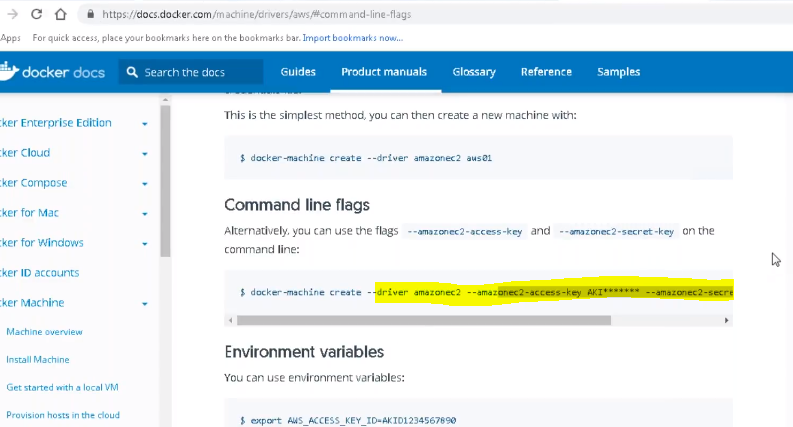 https://docs.docker.com/machine/drivers/aws/#command-line-flags
Apps For quick access, place your bookmarks here on the bookmarks bar. Import bookmarks now...
docker docs Search the docs Guides Product manuals Glossary Reference Samples
This is the simplest method, you can then create a new machine with:
cker Enterprise Edition
$ docker-machine create --driver amazonec2 aws01
cker Cloud
cker Compose
Command line flags
cker for Mac
Alternatively, you can use the flags --amazonec2-access-key and --amazonec2-secret-key on the
command line:
cker for Windows
cker ID accounts
$ docker-machine create --driver amazonec2 --amazonec2-access-key AKI******* --amazonec2-secre
cker Machine
Machine overview
Environment variables
Install Machine
You can use environment variables:
Get started with a local VM
Provision hosts in the cloud
$ export AWS_ACCESS_KEY_ID=AKID1234567890